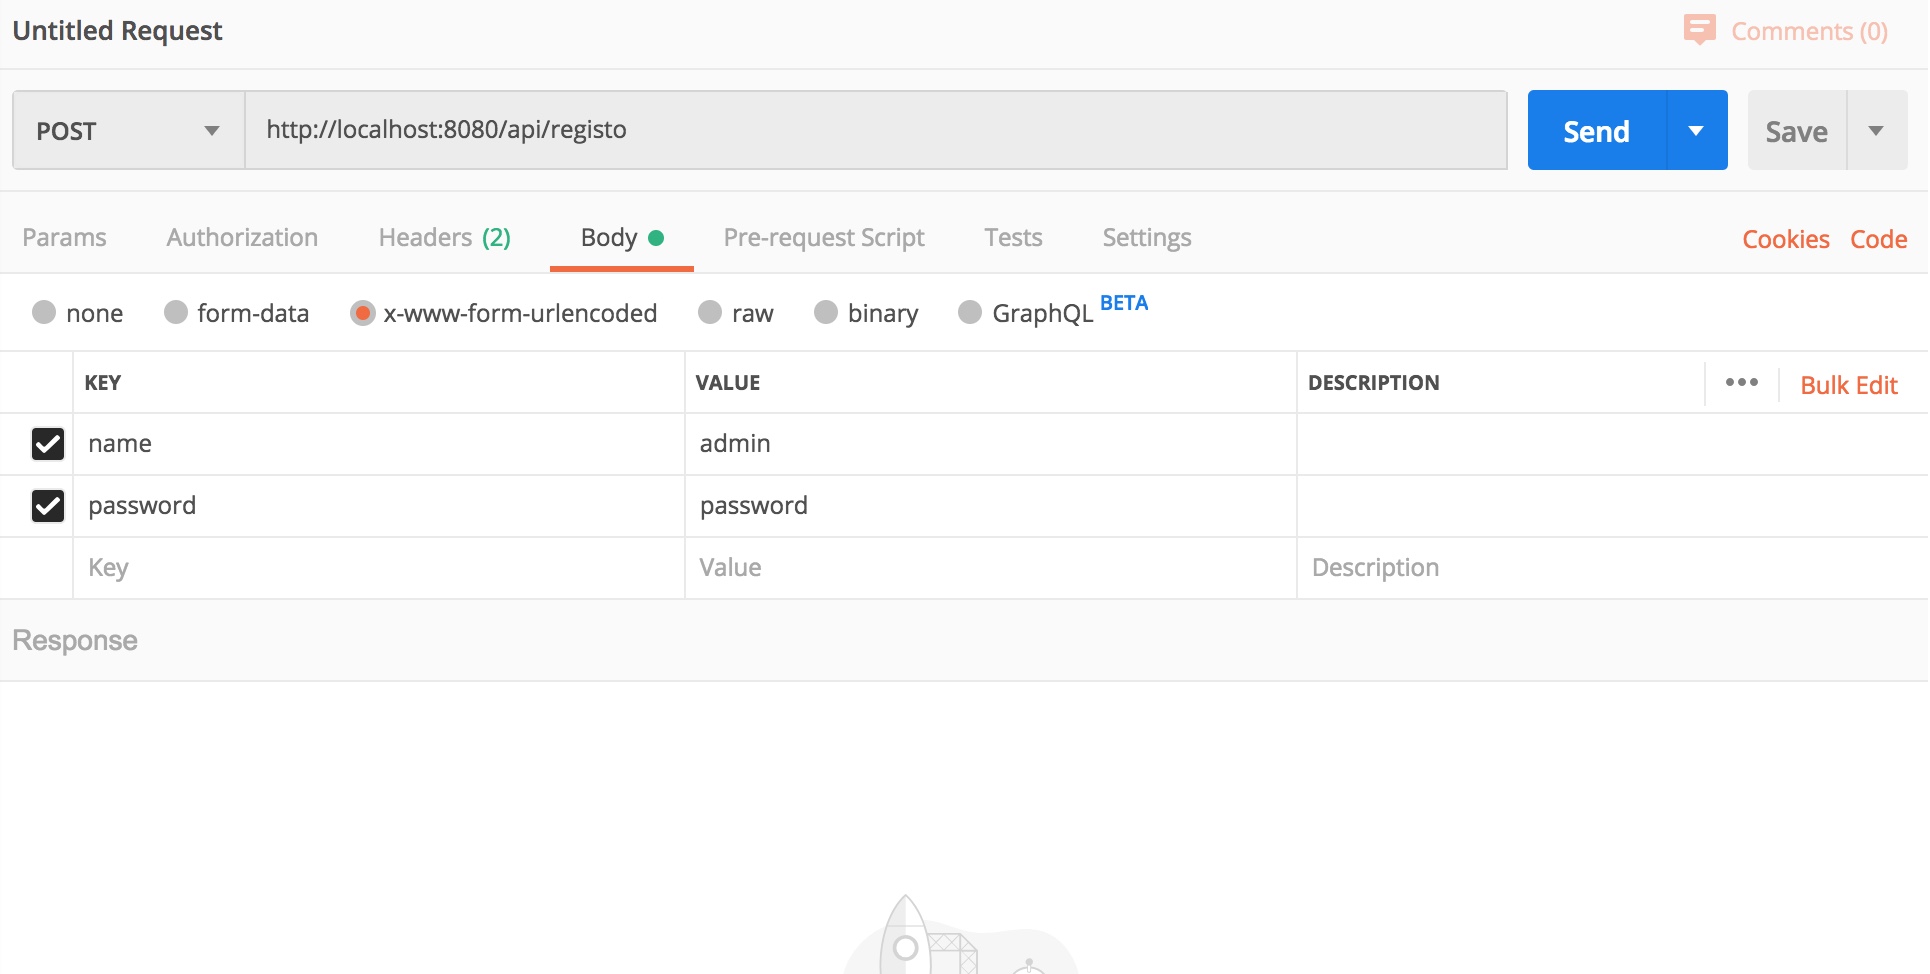 Untitled Request
Comments (0)
POST
http://localhost:8080/api/registo
Send
Save
Params Authorization Headers (2) Body Pre-request Script Tests Settings Cookies Code
none form-data x-www-form-urlencoded raw binary GraphQL BETA
KEY VALUE DESCRIPTION ••• Bulk Edit
name admin
password password
Key Value Description
Response